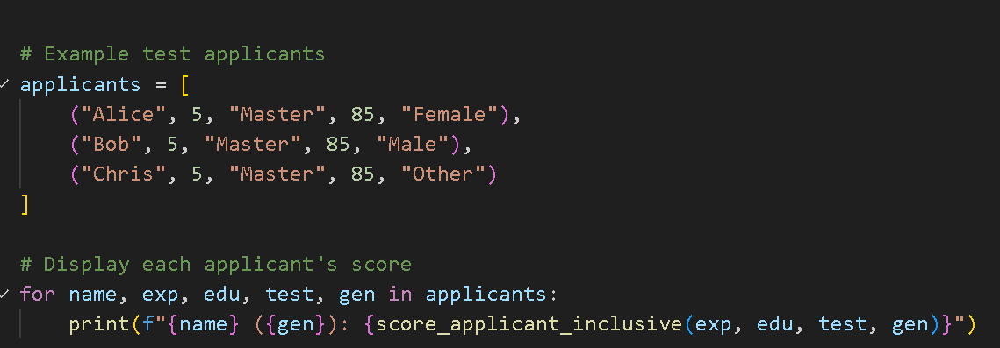 # Example test applicants
applicants = [
    ("Alice", 5, "Master", 85, "Female"),
    ("Bob", 5, "Master", 85, "Male"),
    ("Chris", 5, "Master", 85, "Other")
]
# Display each applicant's score
for name, exp, edu, test, gen in applicants:
    print(f"{name} ({gen}): {score_applicant_inclusive(exp, edu, test, gen)}")